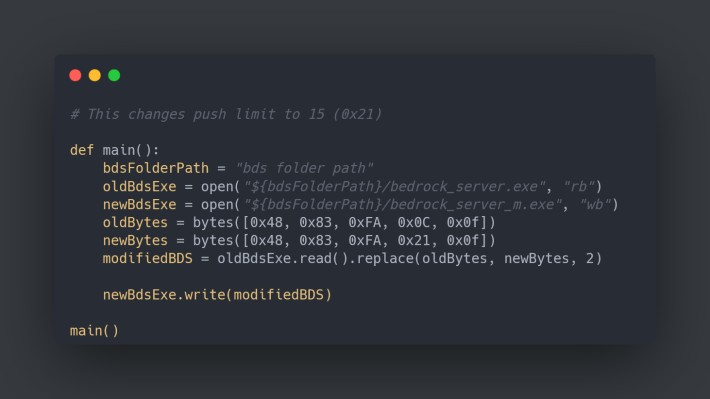 # This changes push limit to 15 (0x21)
def main():
bdsFolderPath = "bds folder path"
oldBdsExe = open("${bdsFolderPath}/bedrock_server.exe", "rb")
newBdsExe = open("${bdsFolderPath}/bedrock_server_m.exe", "wb")
oldBytes = bytes([0x48, 0x83, 0xFA, 0x0C, 0x0f])
newBytes = bytes([0x48, 0x83, 0xFA, 0x21, 0x0f])
modifiedBDS = oldBdsExe.read().replace(oldBytes, newBytes, 2)
newBdsExe.write(modifiedBDS)
main()